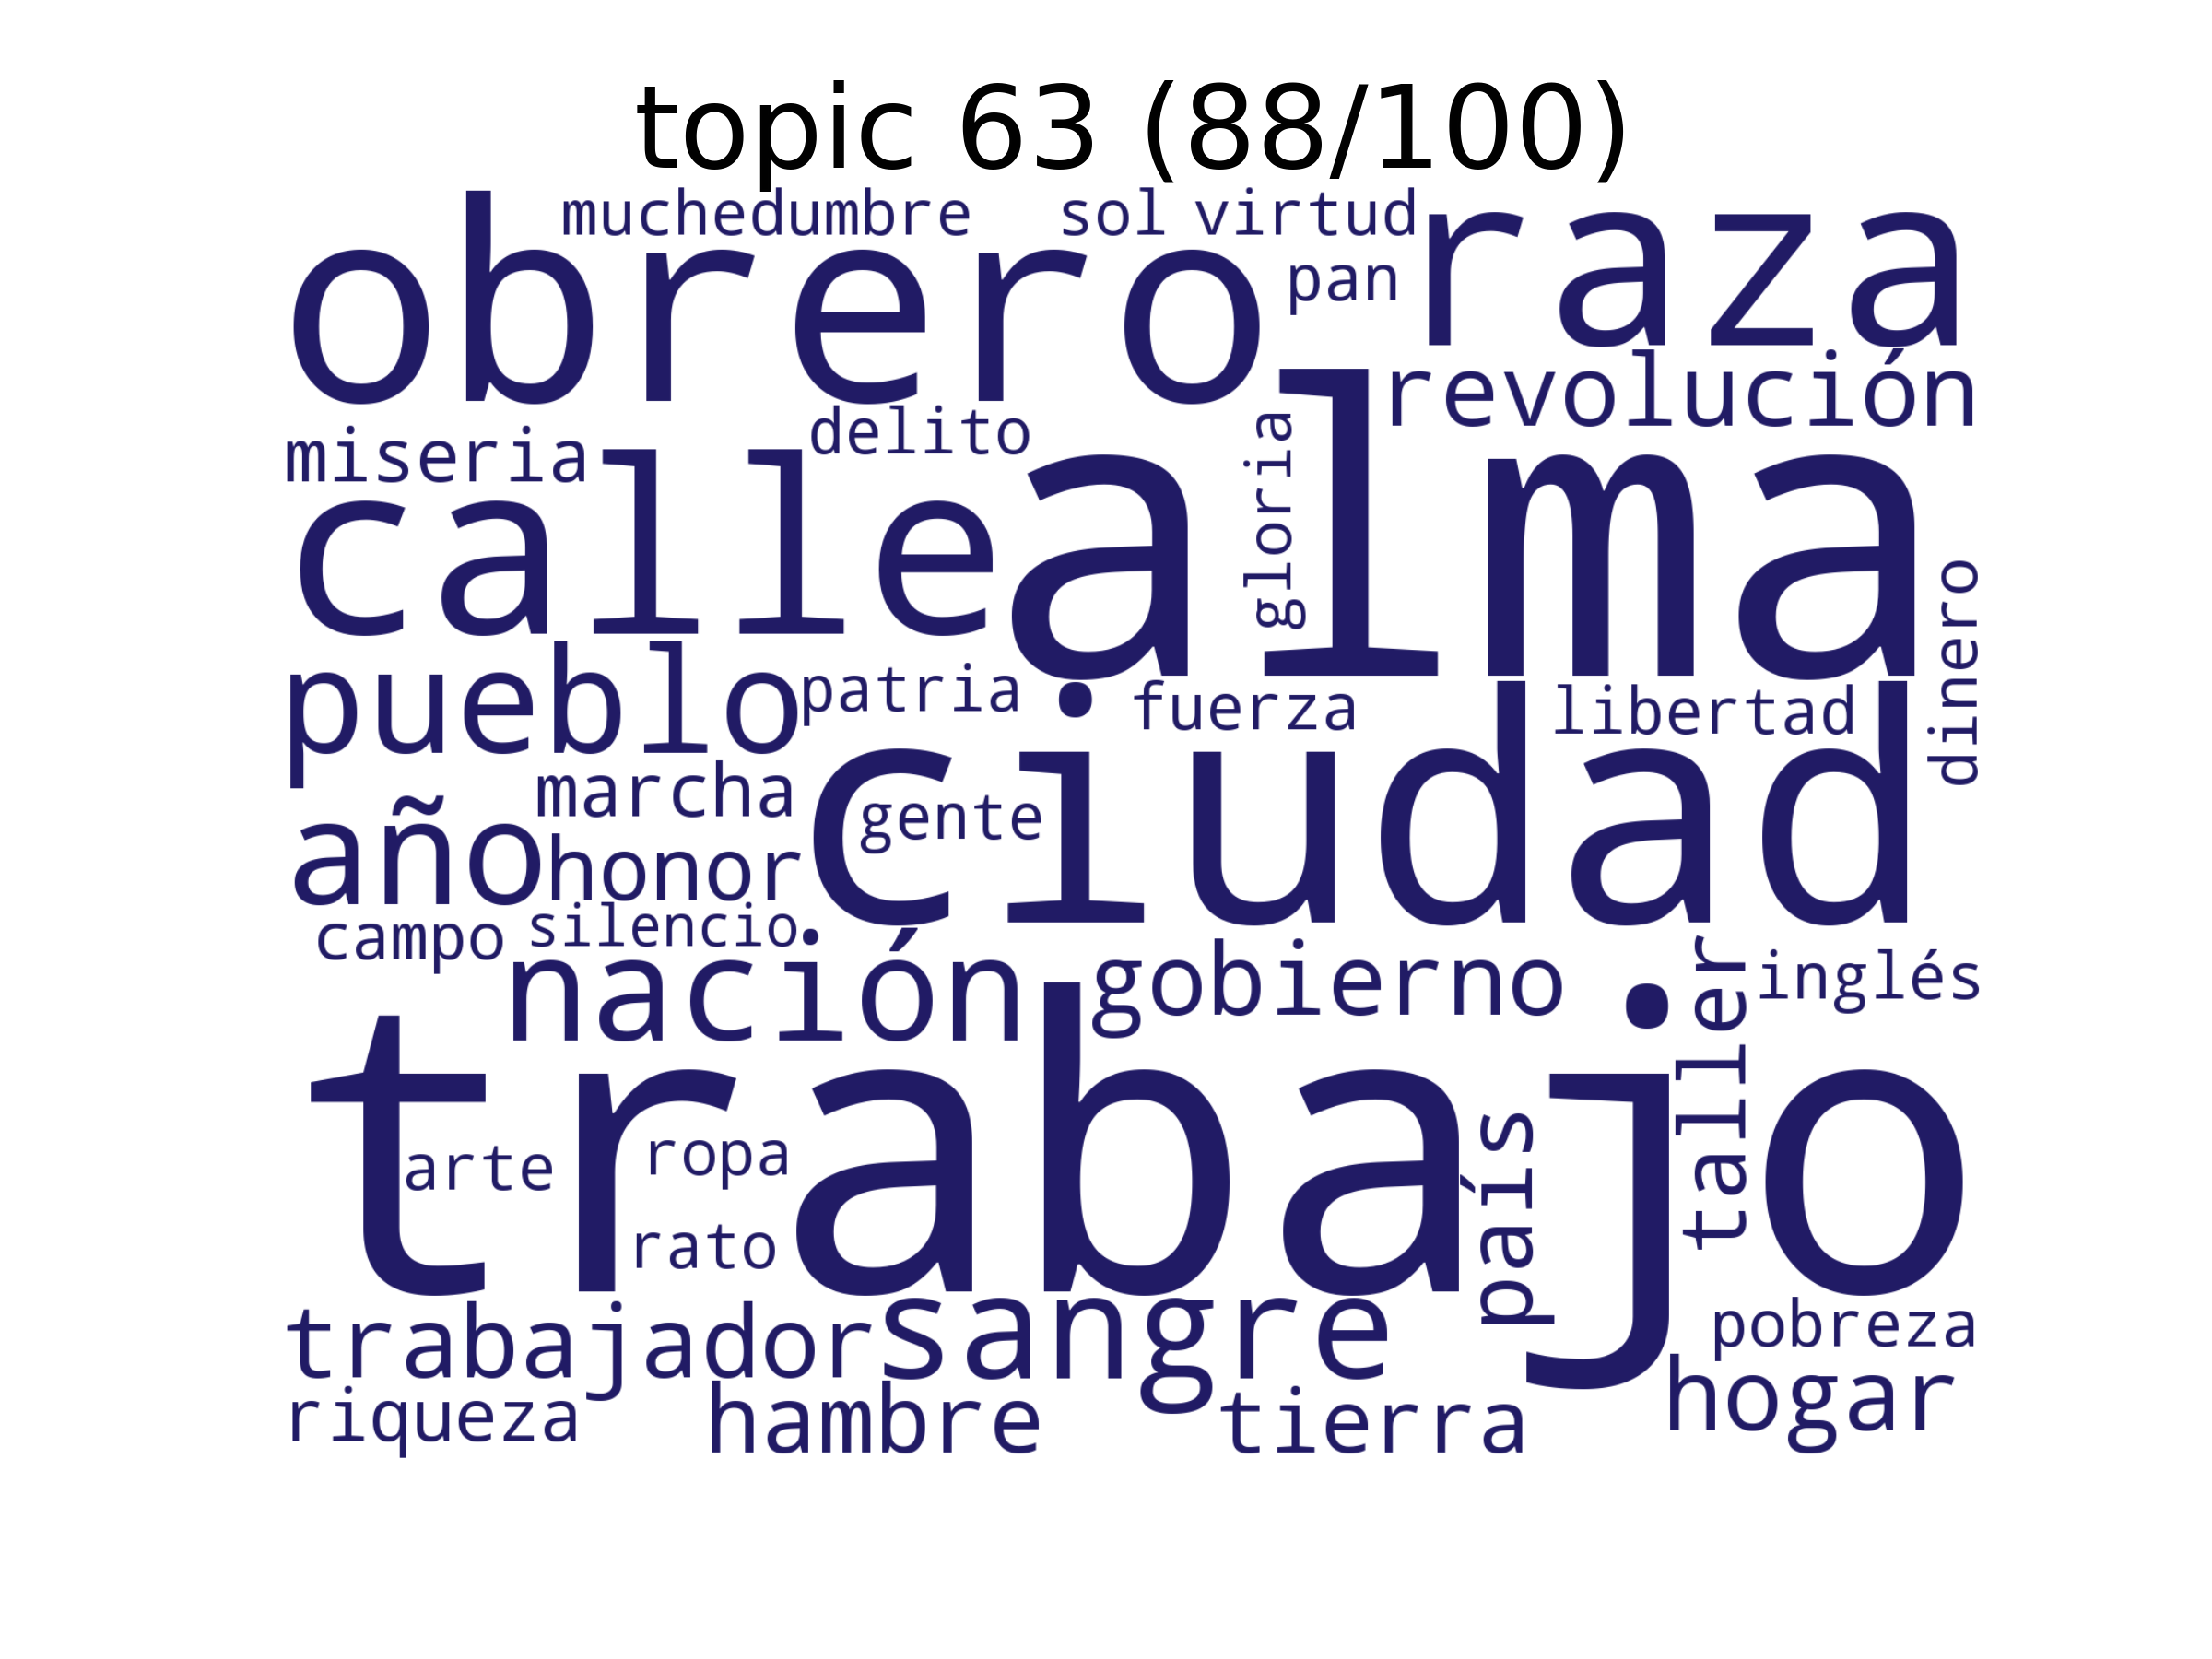 topic 63 (88/100)
muchedumbre sol virtud
obrero
pan
raza
revolución
delito
gloria
miseria
calle
alma
dinero
pueblo
patria
fuerza
libertad
marcha
gente
ciudad
año
honor
campo
silencio
nación
gobierno
taller
inglés
trabajo
arte
ropa
rato
país
trabajador
sangre
pobreza
riqueza
hambre
tierra
hogar